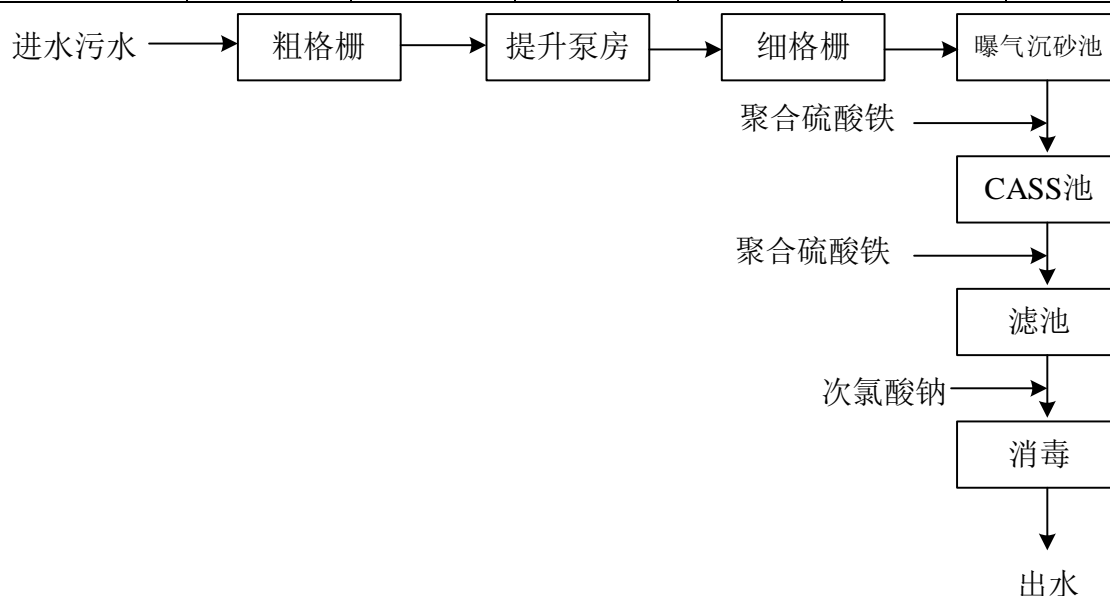 进水污水
粗格栅
提升泵房
细格栅
曝气沉砂池
聚合硫酸铁
CASS池
聚合硫酸铁
滤池
次氯酸钠
消毒
出水